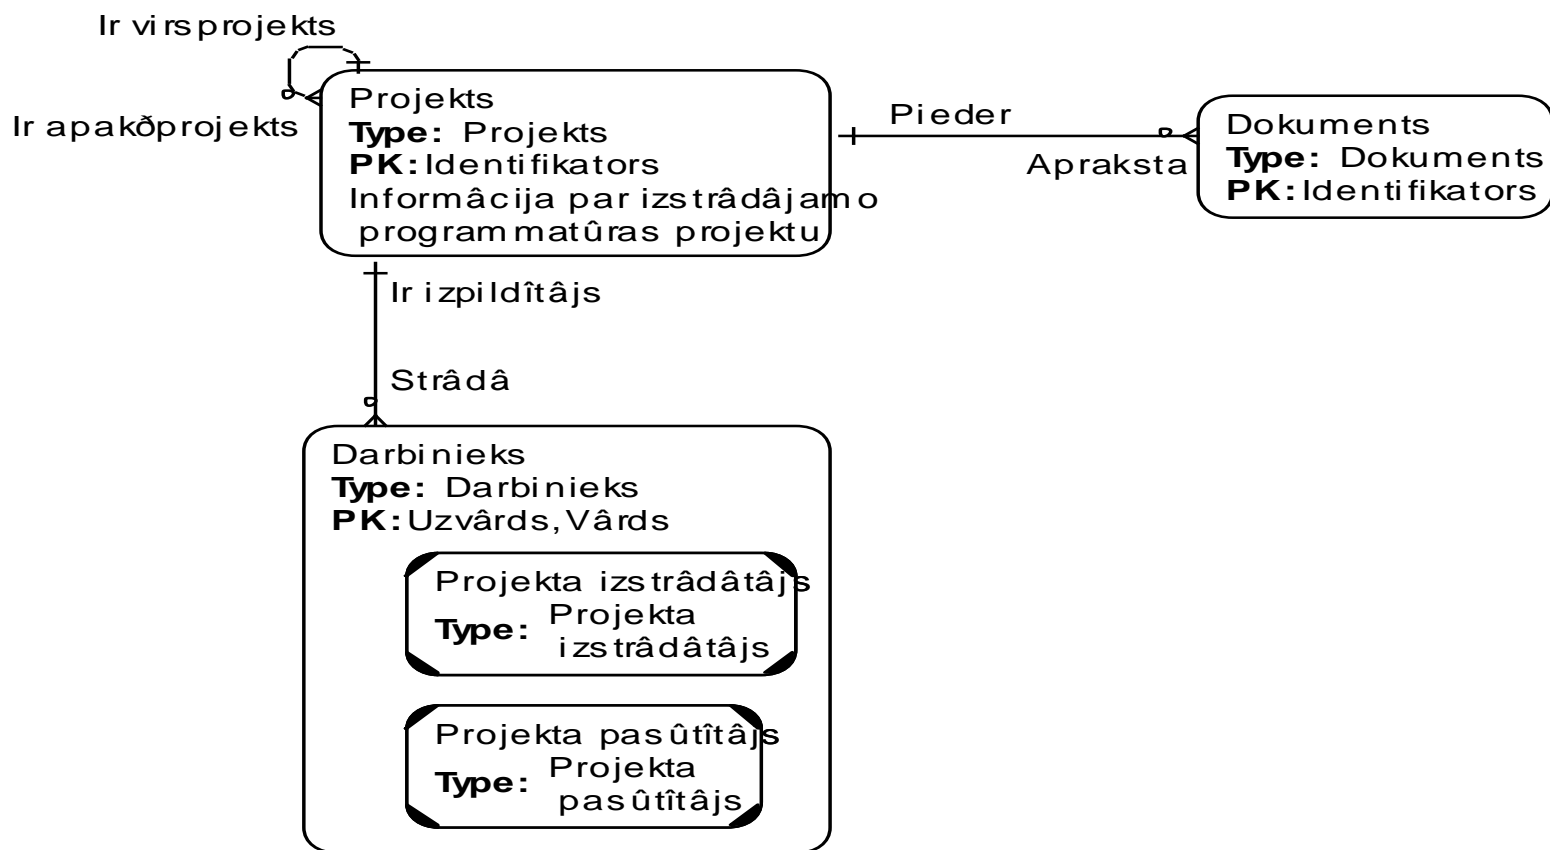 Ir virsprojekts
Ir apakðprojekts
Projekts
Type: Projekts
PK: Identifikators
Informâcija par izstrâdâjamo
programmatûras projektu
Pieder
Apraksta
Dokuments
Type: Dokuments
PK: Identifikators
Ir izpildîtâjs
Strâdâ
Darbinieks
Type: Darbinieks
PK: Uzvârds, Vârds
Projekta izstrâdâtâjs
Type: Projekta
izstrâdâtâjs
Projekta pasûtîtâjs
Type: Projekta
pasûtîtâjs